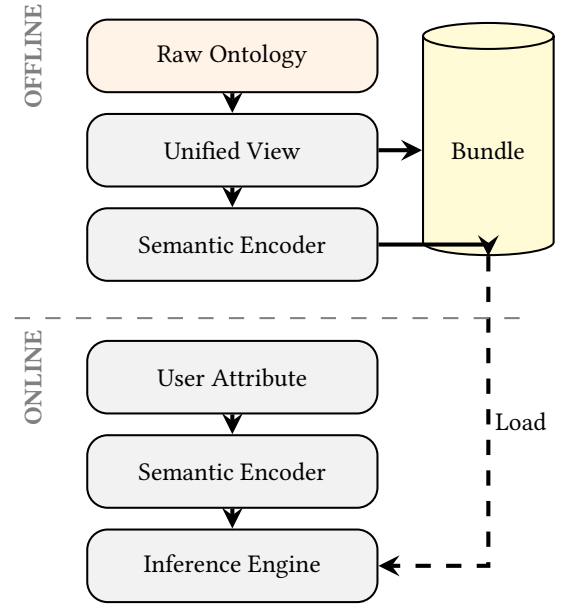 OFFLINE
Raw Ontology
Unified View
Bundle
Semantic Encoder
ONLINE
User Attribute
Load
Semantic Encoder
Inference Engine